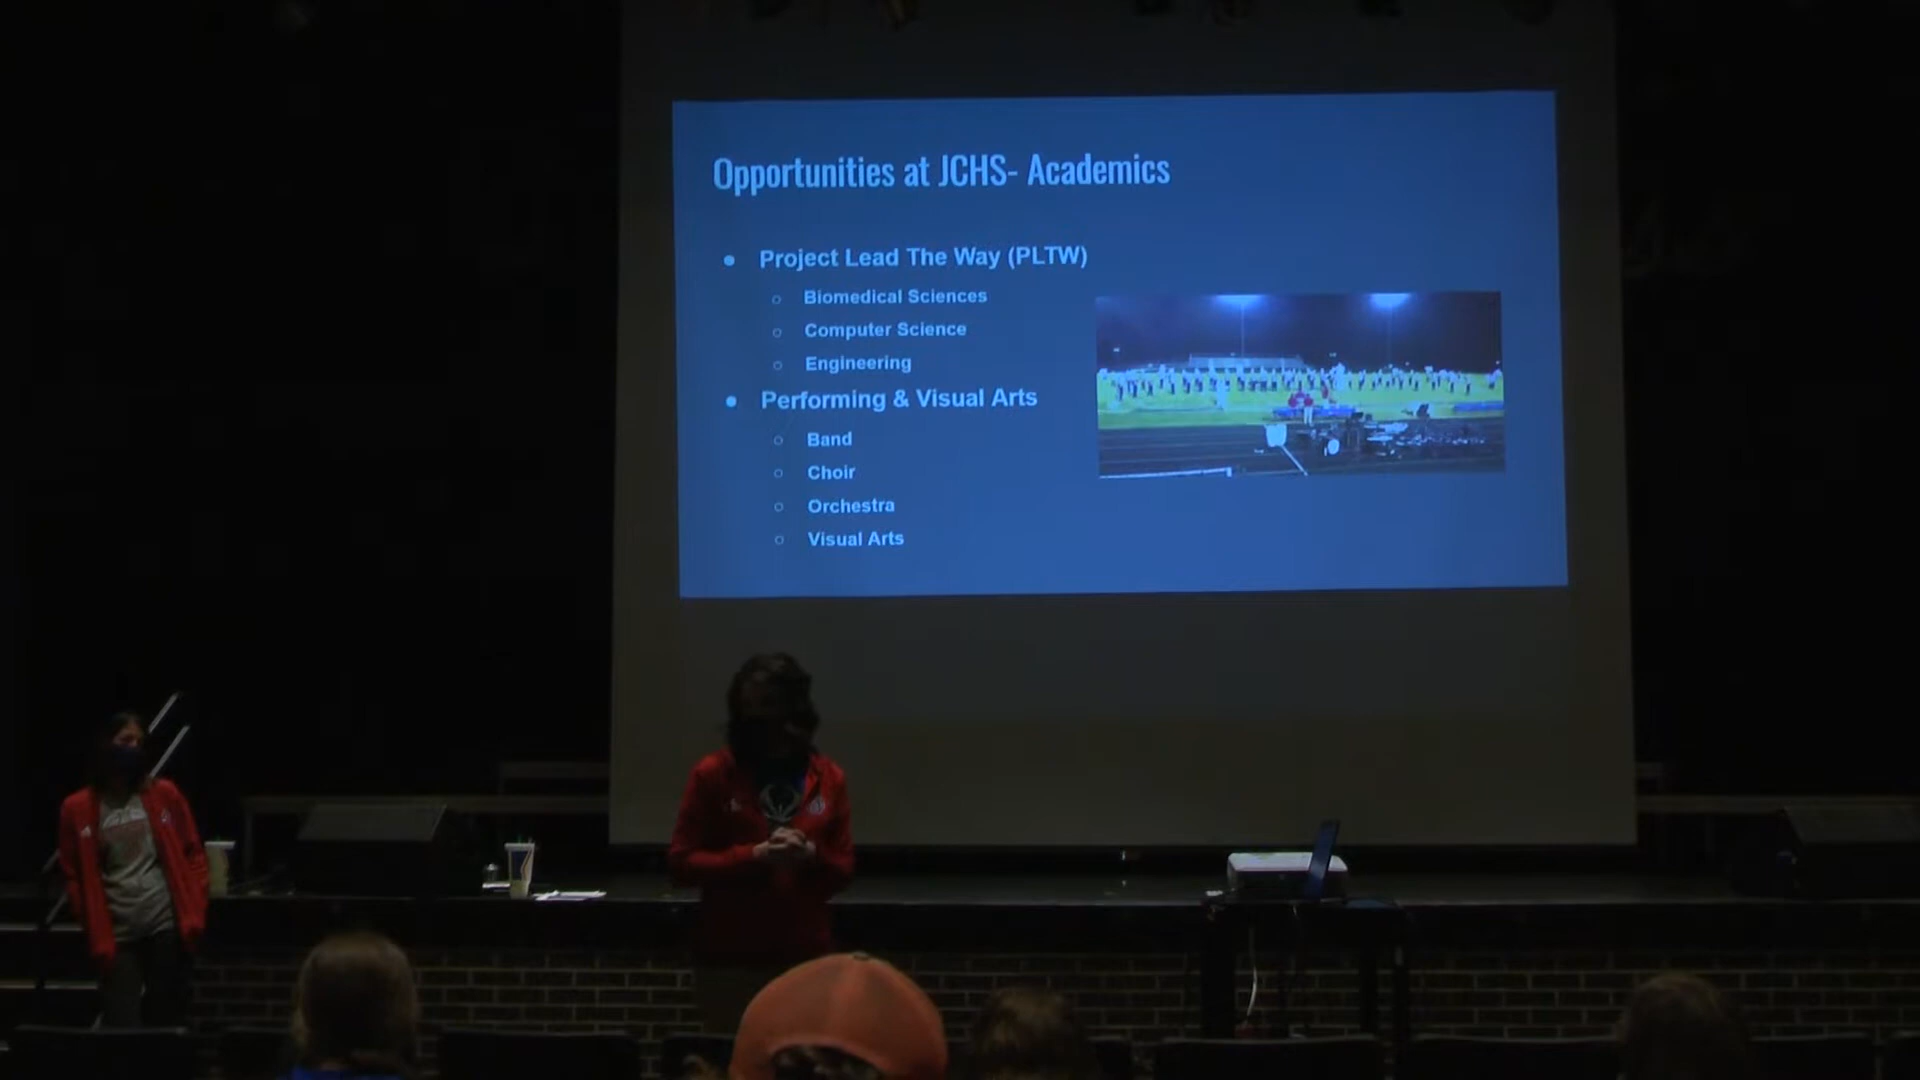 Opportunities at JCHS- Academics
Project Lead The Way (PLTW)
Biomedical Sciences
Computer Science
Engineering
Performing & Visual Arts
Band
Choir
Orchestra
Visual Arts